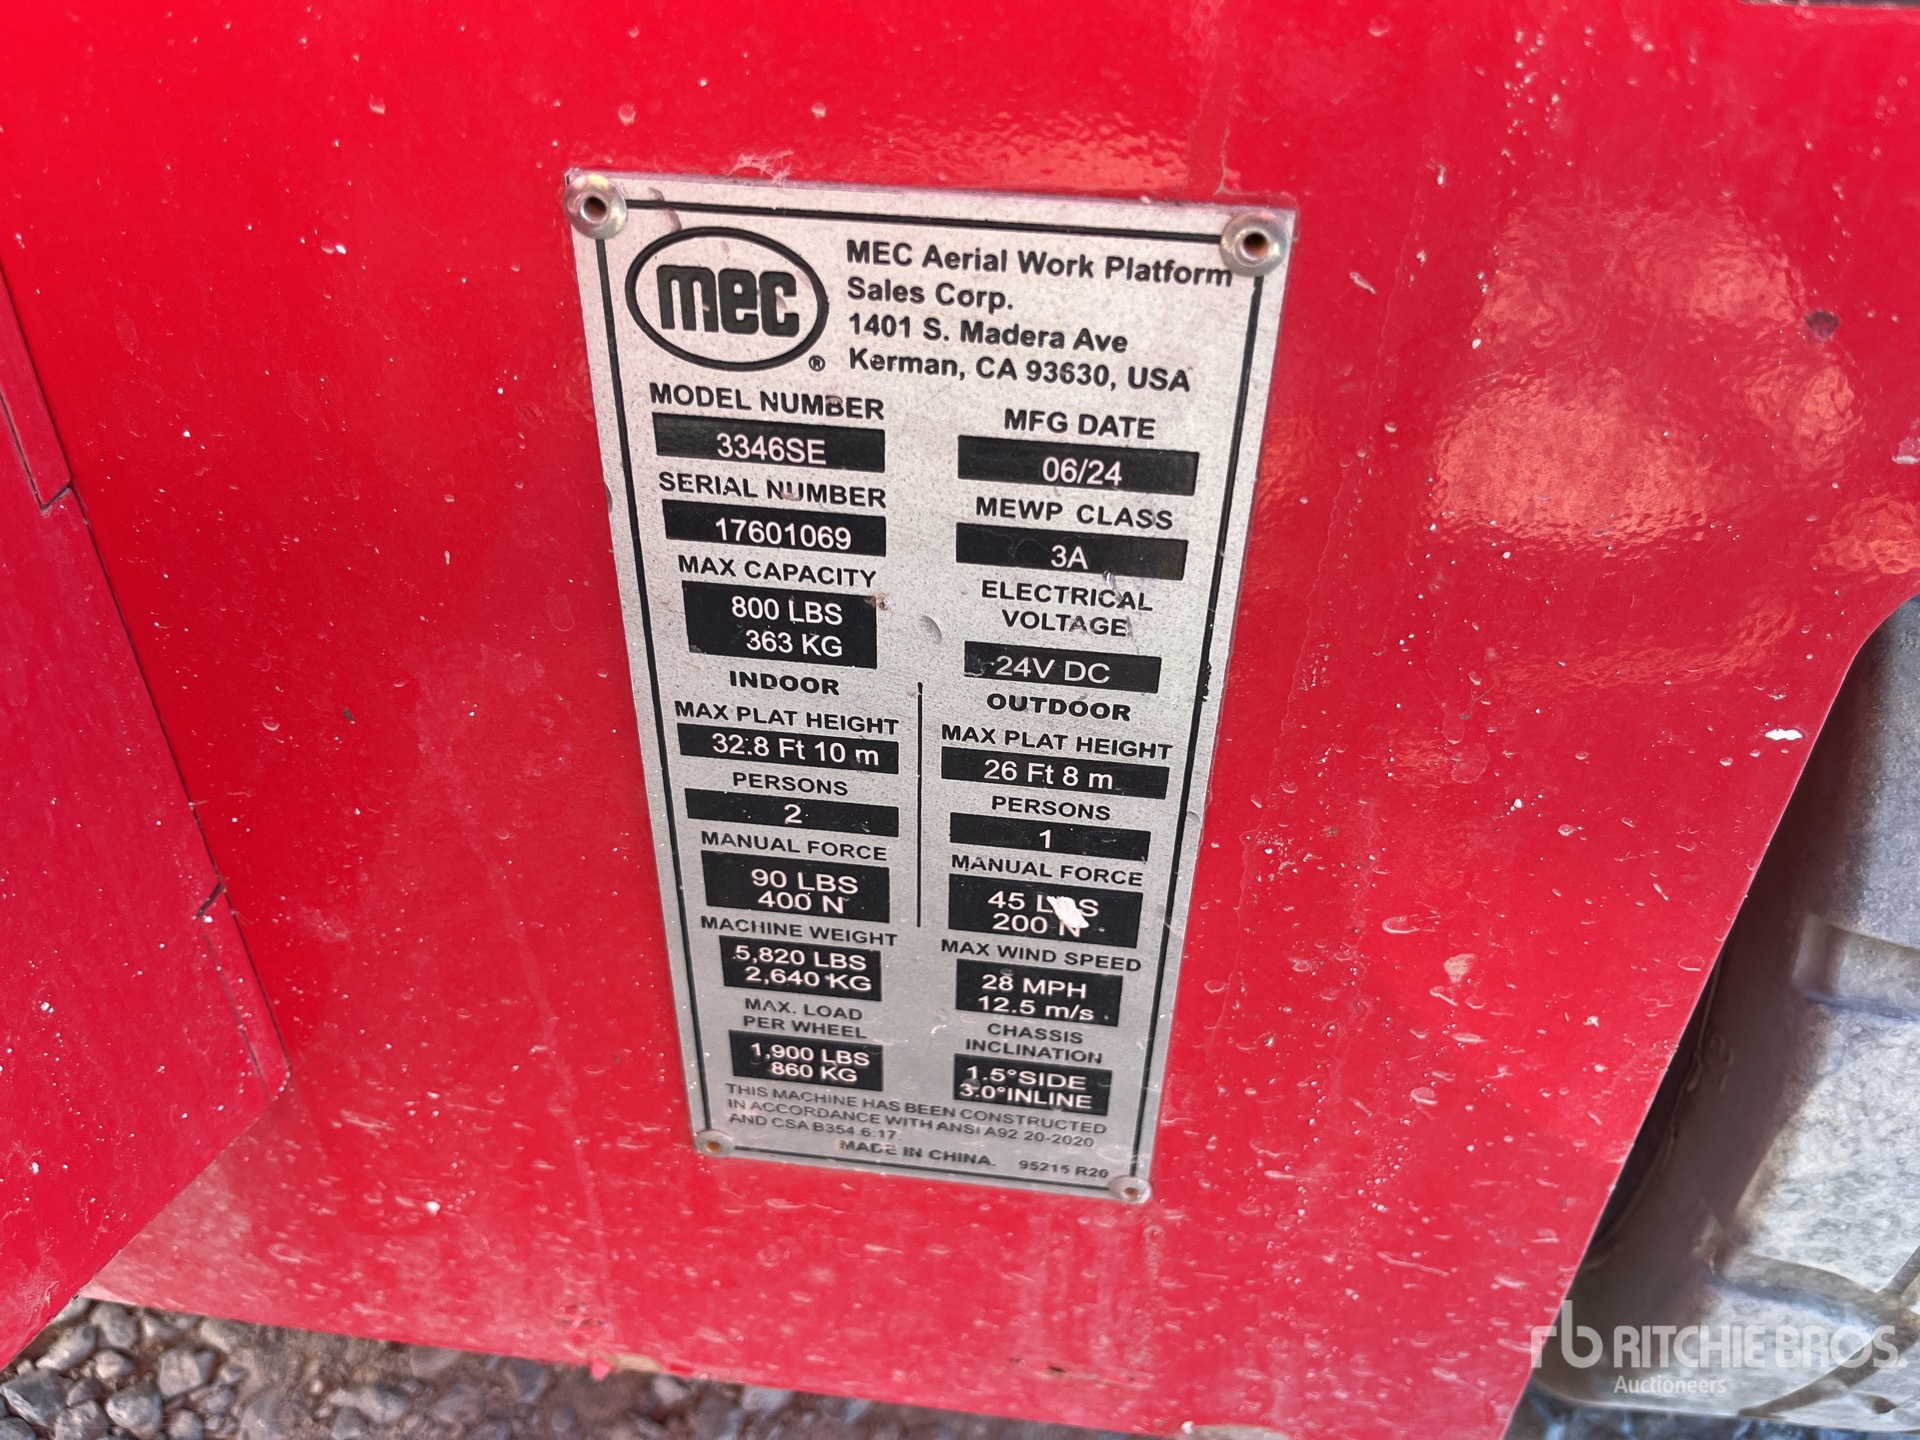 mec
®
MEC Aerial Work Platform
Sales Corp.
1401 S. Madera Ave
Kerman, CA 93630, USA
MODEL NUMBER
3346SE
MFG DATE
06/24
SERIAL NUMBER
17601069
MEWP CLASS
3A
MAX CAPACITY
800 LBS
363 KG
ELECTRICAL
VOLTAGE
24V DC
INDOOR
MAX PLAT HEIGHT
32.8 Ft 10 m
PERSONS
2
MANUAL FORCE
90 LBS
400 N
OUTDOOR
MAX PLAT HEIGHT
26 Ft 8 m
PERSONS
1
MANUAL FORCE
45 LBS
200 N
MACHINE WEIGHT
5,820 LBS
2,640 KG
MAX WIND SPEED
28 MPH
12.5 m/s
MAX. LOAD
PER WHEEL
1,900 LBS
860 KG
CHASSIS
INCLINATION
1.5°SIDE
3.0°INLINE
THIS MACHINE HAS BEEN CONSTRUCTED
IN ACCORDANCE WITH ANSI A92.20-2020
AND CSA B354.6:17.
MADE IN CHINA. 95215 R20
rb RITCHIE BROS.
Auctioneers